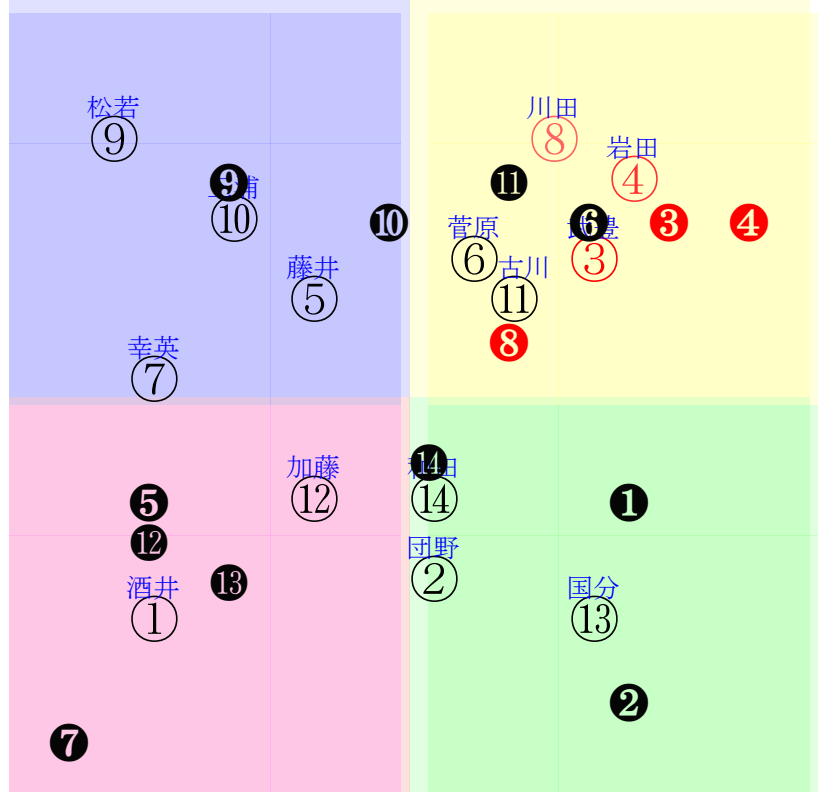 松若
川田
⑨
⑧
岩田
❾
⓫
④
⑩
❿
菅原
❻
❸
❹
藤井
⑥
古川
③
⑤
⑪
幸英
❽
⑦
加藤
⓮
❺
⑫
⑭
❶
⓬
団野
酒井
⓭
②
国分
①
⑬
❷
❼